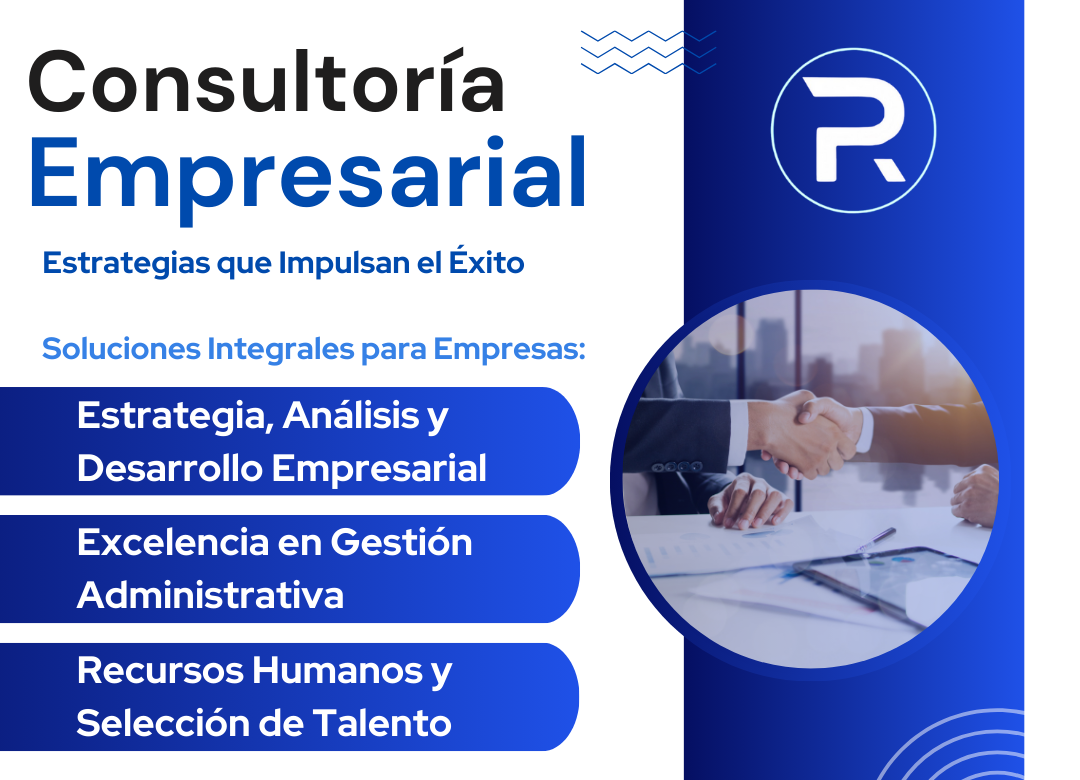 Consultoría
Empresarial
Estrategias que Impulsan el Éxito
Soluciones Integrales para Empresas:
Estrategia, Análisis y
Desarrollo Empresarial
Excelencia en Gestión
Administrativa
Recursos Humanos y
Selección de Talento